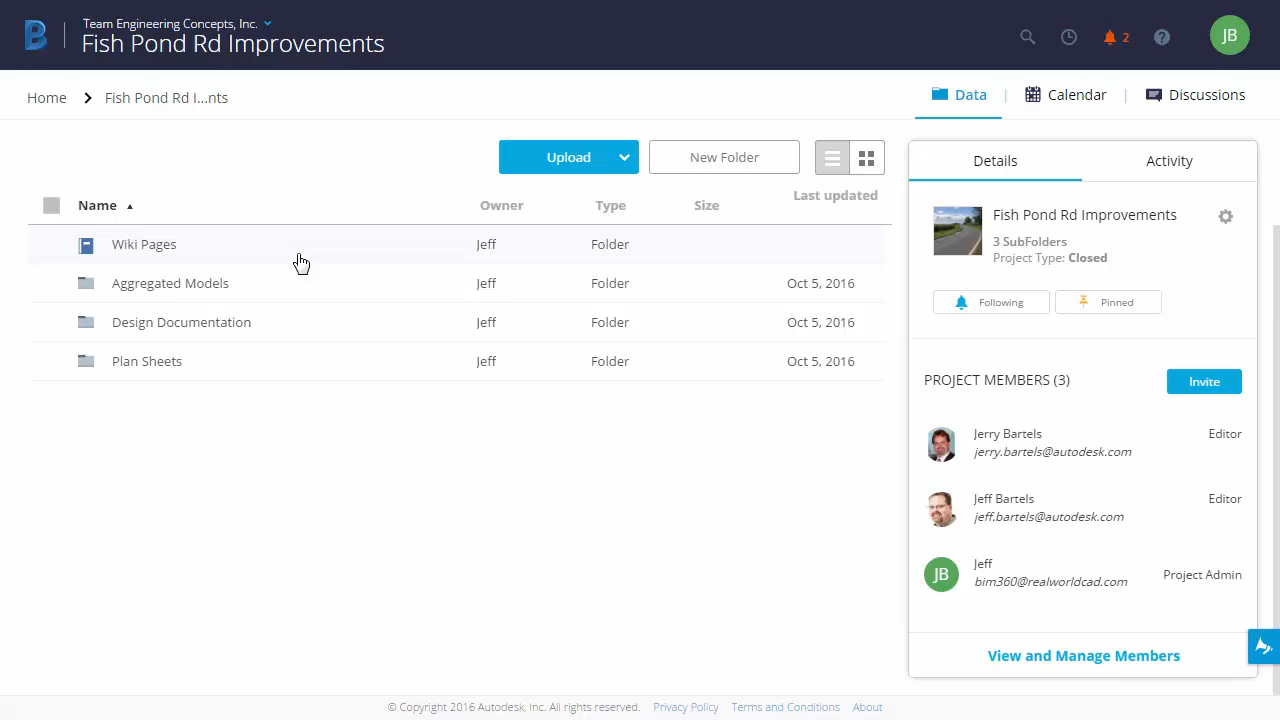 Team Engineering Concepts, Inc.
Fish Pond Rd Improvements
2
JB
Home
Fish Pond Rd I...nts
Data
Calendar
Discussions
Upload
New Folder
Name
Owner
Type
Size
Last updated
Wiki Pages
Jeff
Folder
Aggregated Models
Jeff
Folder
Oct 5, 2016
Design Documentation
Jeff
Folder
Oct 5, 2016
Plan Sheets
Jeff
Folder
Oct 5, 2016
Details
Activity
Fish Pond Rd Improvements
3 SubFolders
Project Type: Closed
Following
Pinned
PROJECT MEMBERS (3)
Invite
Jerry Bartels
Editor
jerry.bartels@autodesk.com
Jeff Bartels
Editor
jeff.bartels@autodesk.com
JB
Jeff
bim360@realworldcad.com
Project Admin
View and Manage Members
© Copyright 2016 Autodesk, Inc. All rights reserved.
Privacy Policy
Terms and Conditions
About